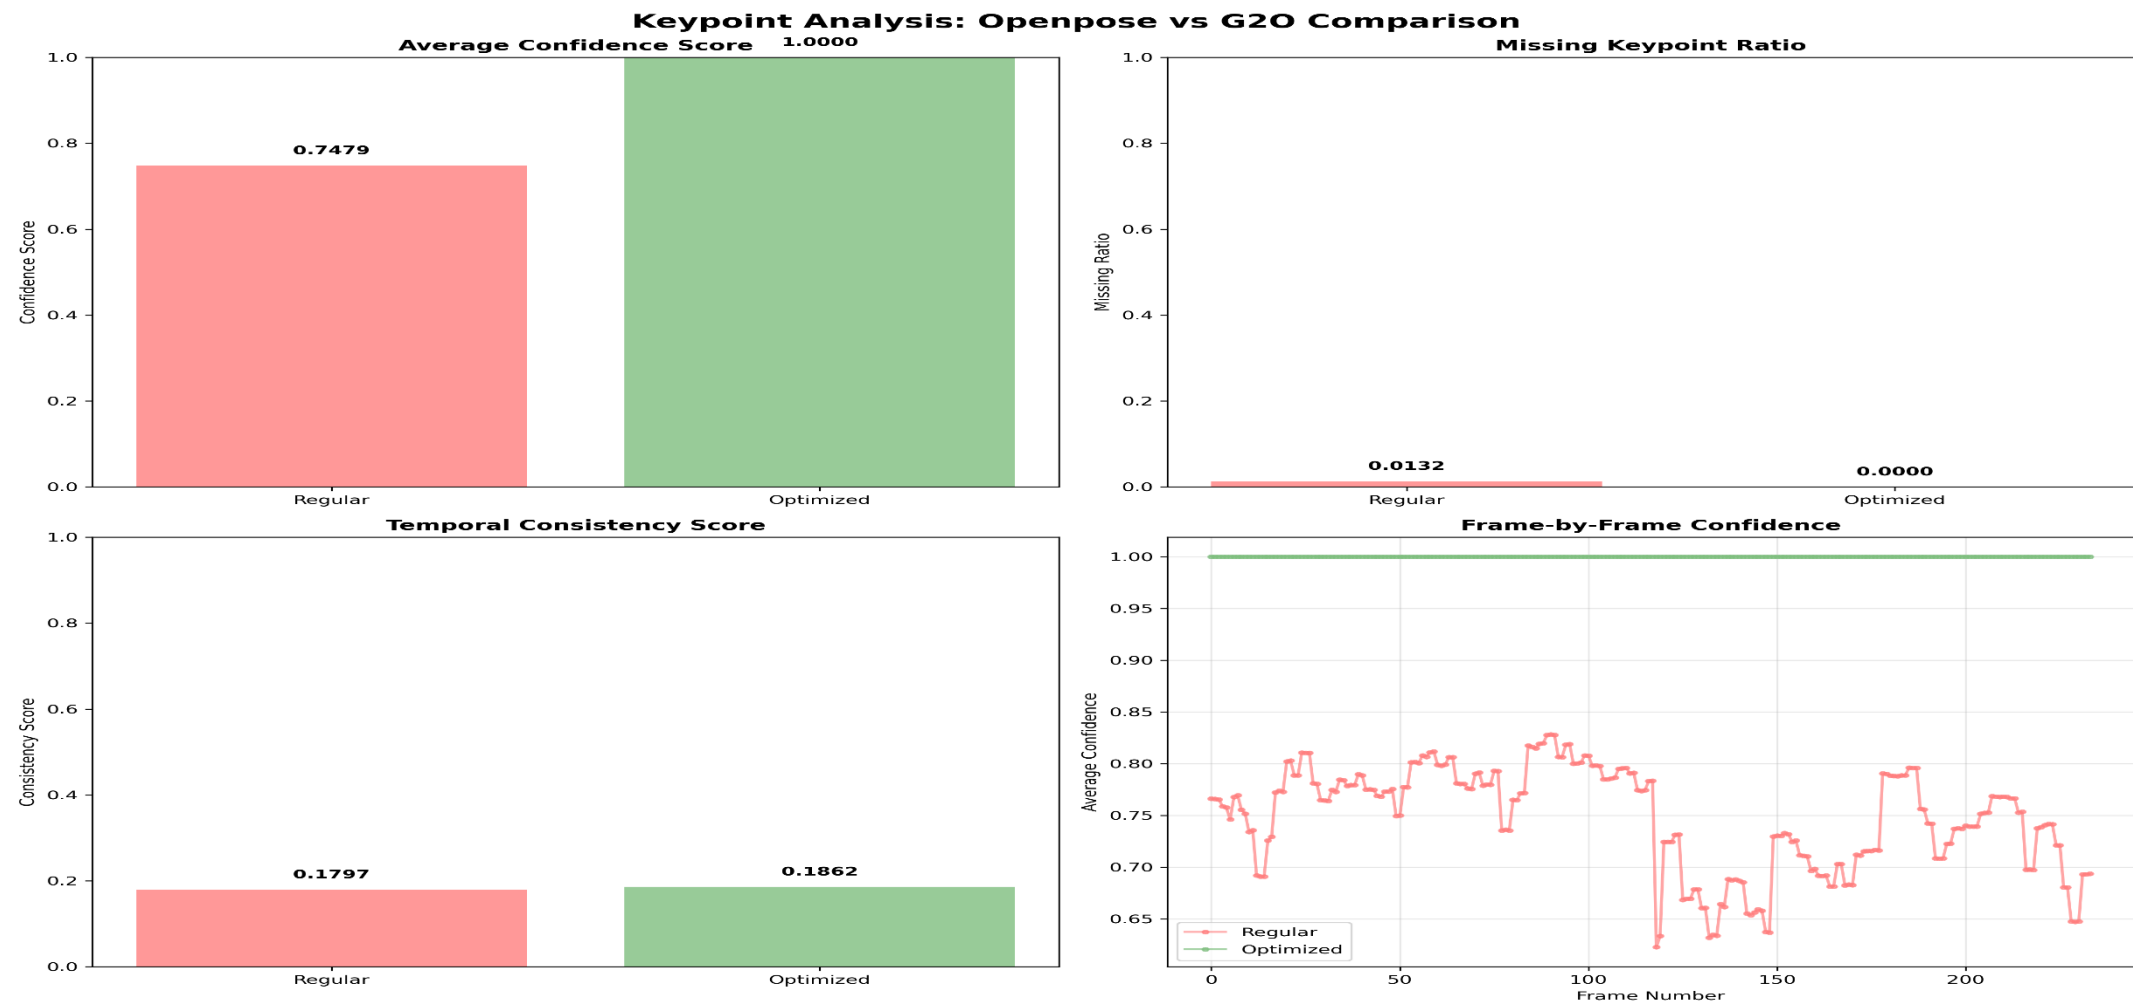 Keypoint Analysis: Openpose vs G2O Comparison
Average Confidence Score
1.0000
1.0
0.8
0.6
0.4
0.2
0.0
Confidence Score
0.7479
Regular
Optimized
Missing Keypoint Ratio
1.0
0.8
0.6
0.4
0.2
0.0
Missing Ratio
0.0132
0.0000
Regular
Optimized
Temporal Consistency Score
1.0
0.8
0.6
0.4
0.2
0.0
Consistency Score
0.1797
0.1862
Regular
Optimized
Frame-by-Frame Confidence
1.00
0.95
0.90
0.85
0.80
0.75
0.70
0.65
Average Confidence
Regular
Optimized
0
50
100
150
200
Frame Number